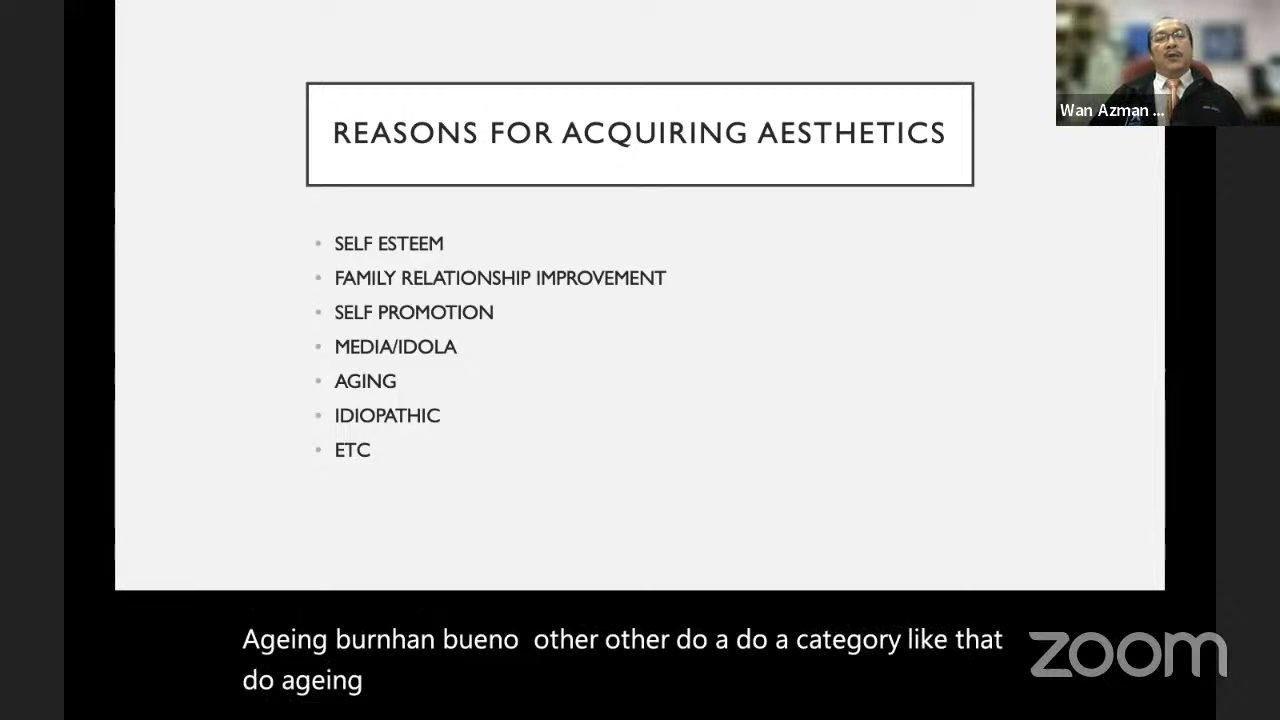 REASONS FOR ACQUIRING AESTHETICS
Wan Azman ...
SELF ESTEEM
FAMILY RELATIONSHIP IMPROVEMENT
SELF PROMOTION
MEDIA/IDOLA
AGING
IDIOPATHIC
ETC
Ageing burnhan bueno other other do a do a category like that
do ageing
zoom